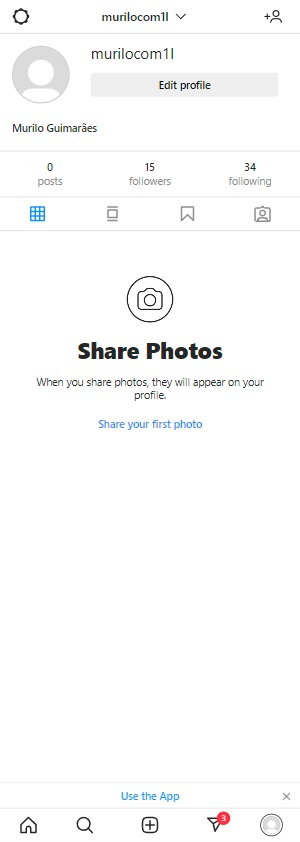 murilocom1l
murilocom1l
Edit profile
Murilo Guimarães
0
posts
15
followers
34
following
Share Photos
When you share photos, they will appear on your
profile.
Share your first photo
Use the App
3